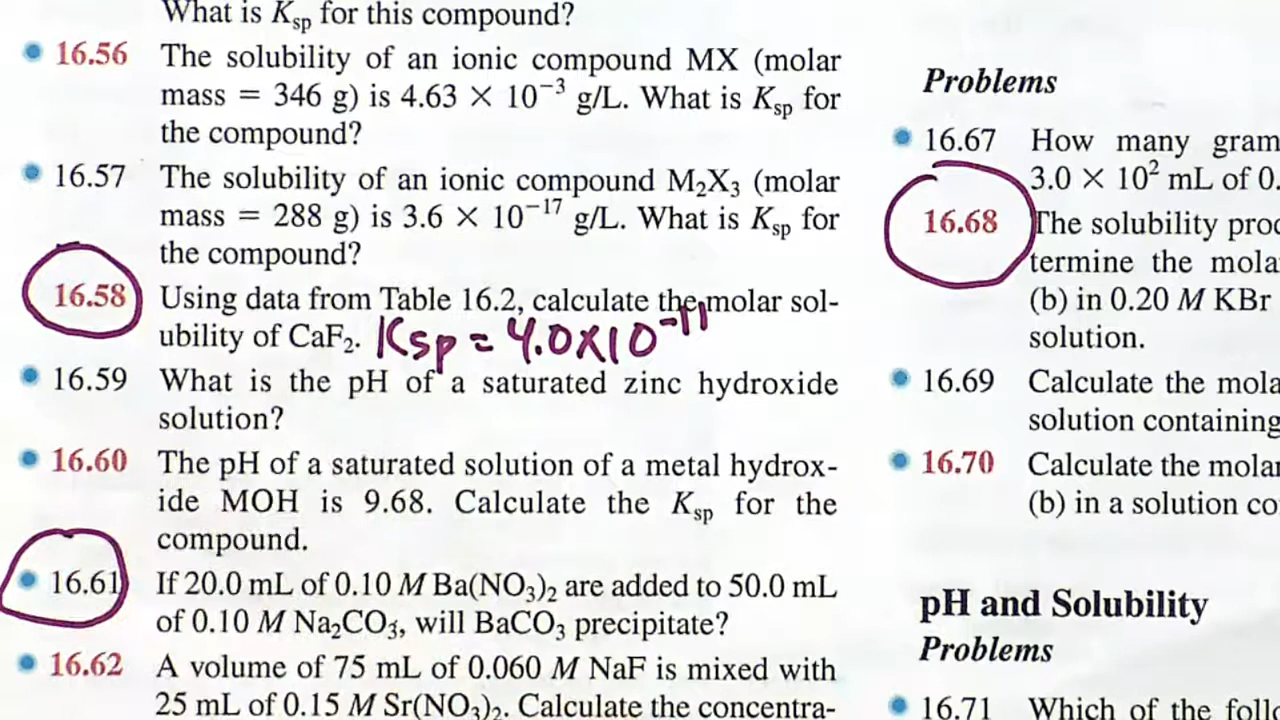 What is Ksp for this compound?
16.56 The solubility of an ionic compound MX (molar
mass = 346 g) is 4.63 × 10⁻³ g/L. What is Ksp for
the compound?
16.57 The solubility of an ionic compound M₂X₃ (molar
mass = 288 g) is 3.6 × 10⁻¹⁷ g/L. What is Ksp for
the compound?
16.58 Using data from Table 16.2, calculate the molar sol-
ubility of CaF₂. Ksp = 4.0x10⁻¹¹
16.59 What is the pH of a saturated zinc hydroxide
solution?
16.60 The pH of a saturated solution of a metal hydrox-
ide MOH is 9.68. Calculate the Ksp for the
compound.
16.61 If 20.0 mL of 0.10 M Ba(NO₃)₂ are added to 50.0 mL
of 0.10 M Na₂CO₃, will BaCO₃ precipitate?
16.62 A volume of 75 mL of 0.060 M NaF is mixed with
25 mL of 0.15 M Sr(NO₃)₂. Calculate the concentra-
Problems
16.67 How many gram
3.0 × 10² mL of 0.
16.68 The solubility proc
termine the mola
(b) in 0.20 M KBr
solution.
16.69 Calculate the mola
solution containing
16.70 Calculate the molar
(b) in a solution co
pH and Solubility
Problems
16.71 Which of the follo